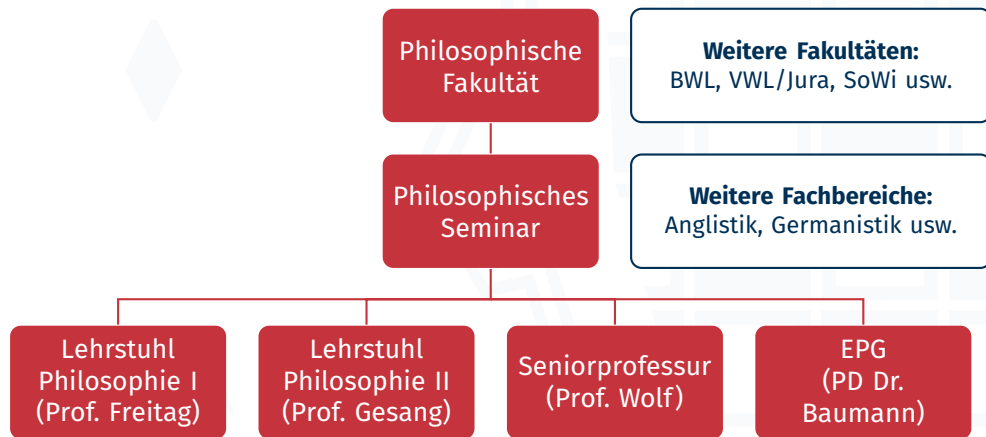 Philosophische
Fakultät
Weitere Fakultäten:
BWL, VWL/Jura, SoWi usw.
Philosophisches
Seminar
Weitere Fachbereiche:
Anglistik, Germanistik usw.
Lehrstuhl
Philosophie I
(Prof. Freitag)
Lehrstuhl
Philosophie II
(Prof. Gesang)
Seniorprofessur
(Prof. Wolf)
EPG
(PD Dr.
Baumann)